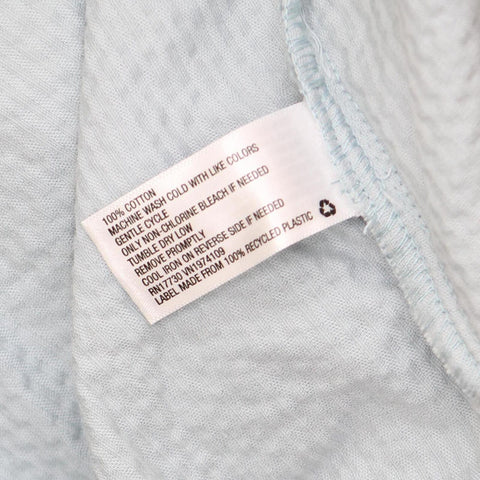 100% COTTON
MACHINE WASH COLD WITH LIKE COLORS
GENTLE CYCLE
ONLY NON-CHLORINE BLEACH IF NEEDED
TUMBLE DRY LOW
REMOVE PROMPTLY
COOL IRON ON REVERSE SIDE IF NEEDED
RN17730 VN1974109
LABEL MADE FROM 100% RECYCLED PLASTIC